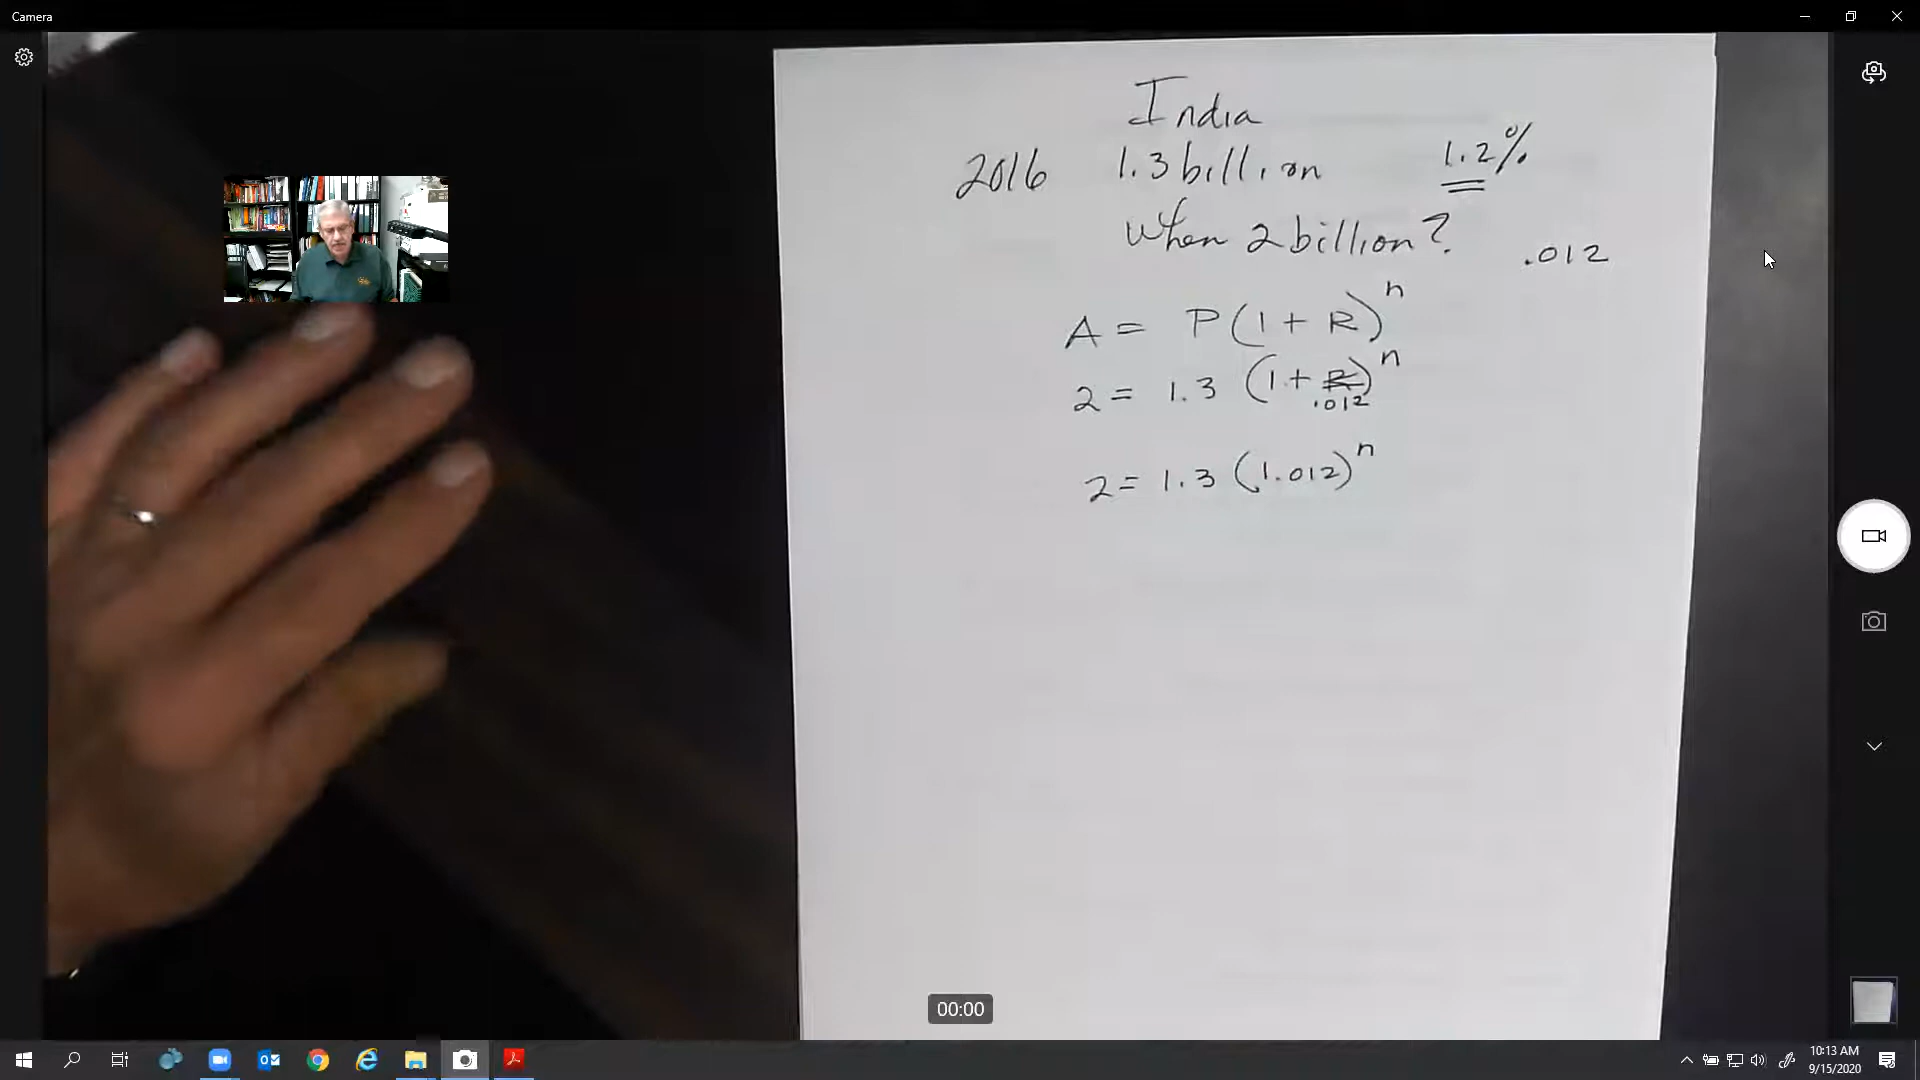 Camera
India
2016 1.3 billion 1.2%
When 2 billion?
.012
A = P(1 + R)^n
2 = 1.3 (1 + R)^n
.012
2 = 1.3 (1.012)^n
00:00
10:13 AM
9/15/2020